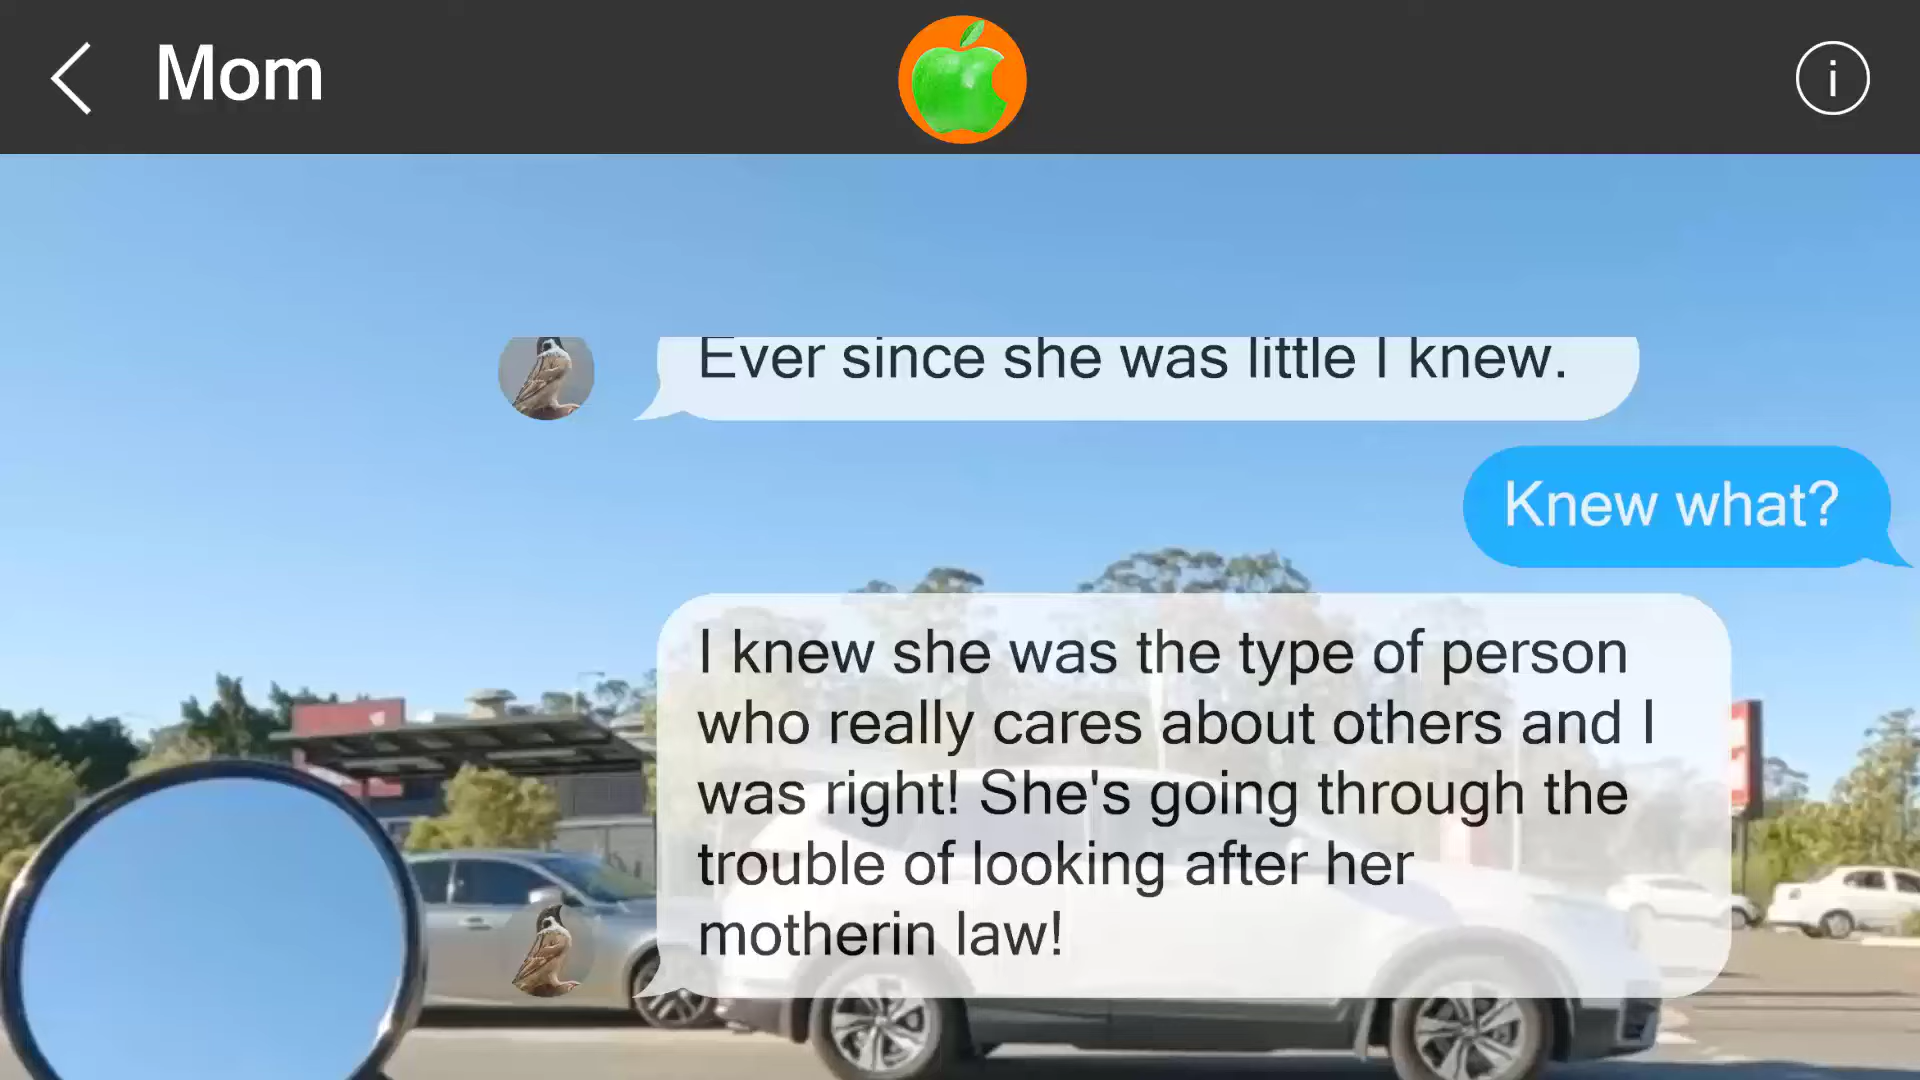 Mom
i
Ever since she was little I knew.
Knew what?
I knew she was the type of person
who really cares about others and I
was right! She's going through the
trouble of looking after her
motherin law!